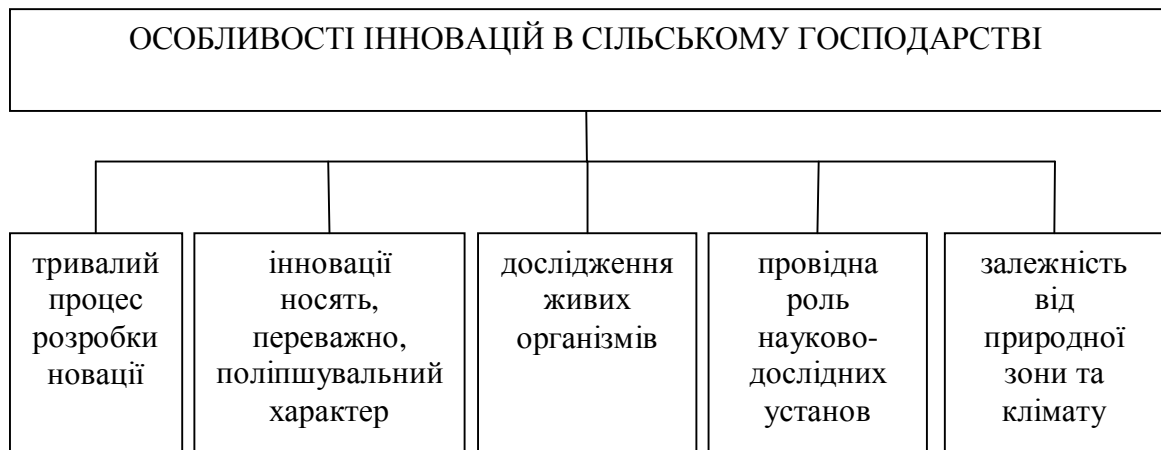 ОСОБЛИВОСТІ ІННОВАЦІЙ В СІЛЬСЬКОМУ ГОСПОДАРСТВІ
тривалий
процес
розробки
новації
інновації
носять,
переважно,
поліпшувальний
характер
дослідження
живих
організмів
провідна
роль
науково-
дослідних
установ
залежність
від
природної
зони та
клімату